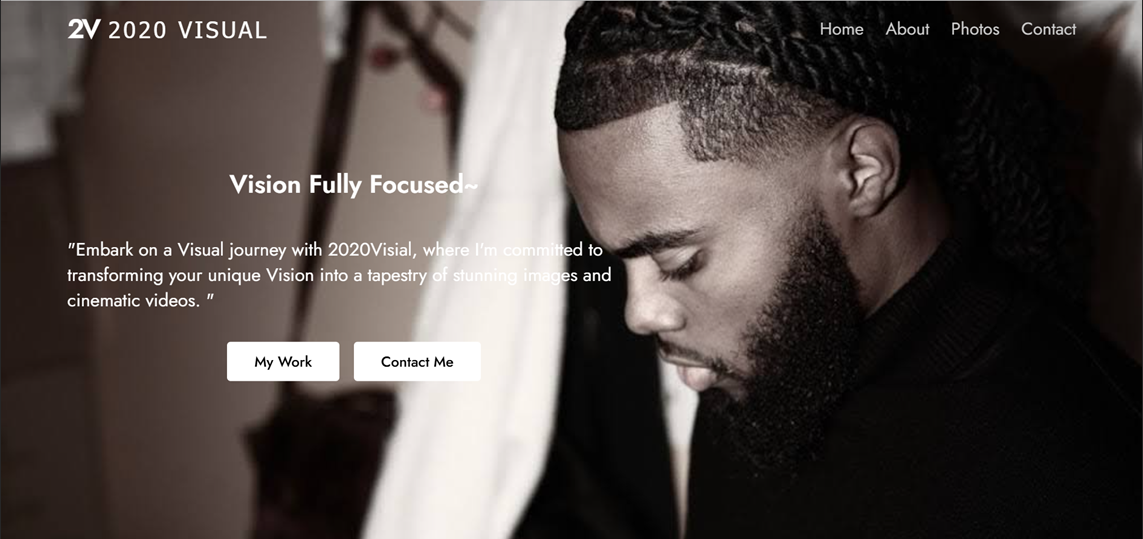 2V 2020 VISUAL
Home About Photos Contact
Vision Fully Focused~
"Embark on a Visual journey with 2020Visial, where I'm committed to
transforming your unique Vision into a tapestry of stunning images and
cinematic videos. "
My Work Contact Me